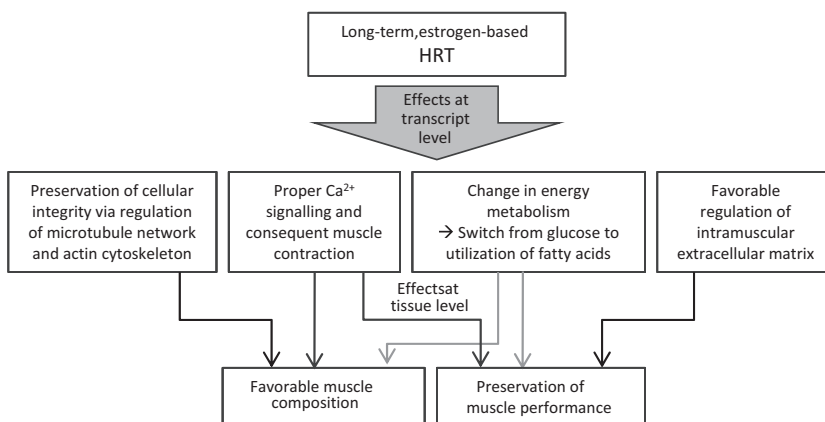 Long-term,estrogen-based
HRT
Effects at
transcript
level
Preservation of cellular
integrity via regulation
of microtubule network
and actin cytoskeleton
Proper Ca²⁺
signalling and
consequent muscle
contraction
Change in energy
metabolism
→ Switch from glucose to
utilization of fatty acids
Favorable
regulation of
intramuscular
extracellular matrix
Effectsat
tissue level
Favorable muscle
composition
Preservation of
muscle performance